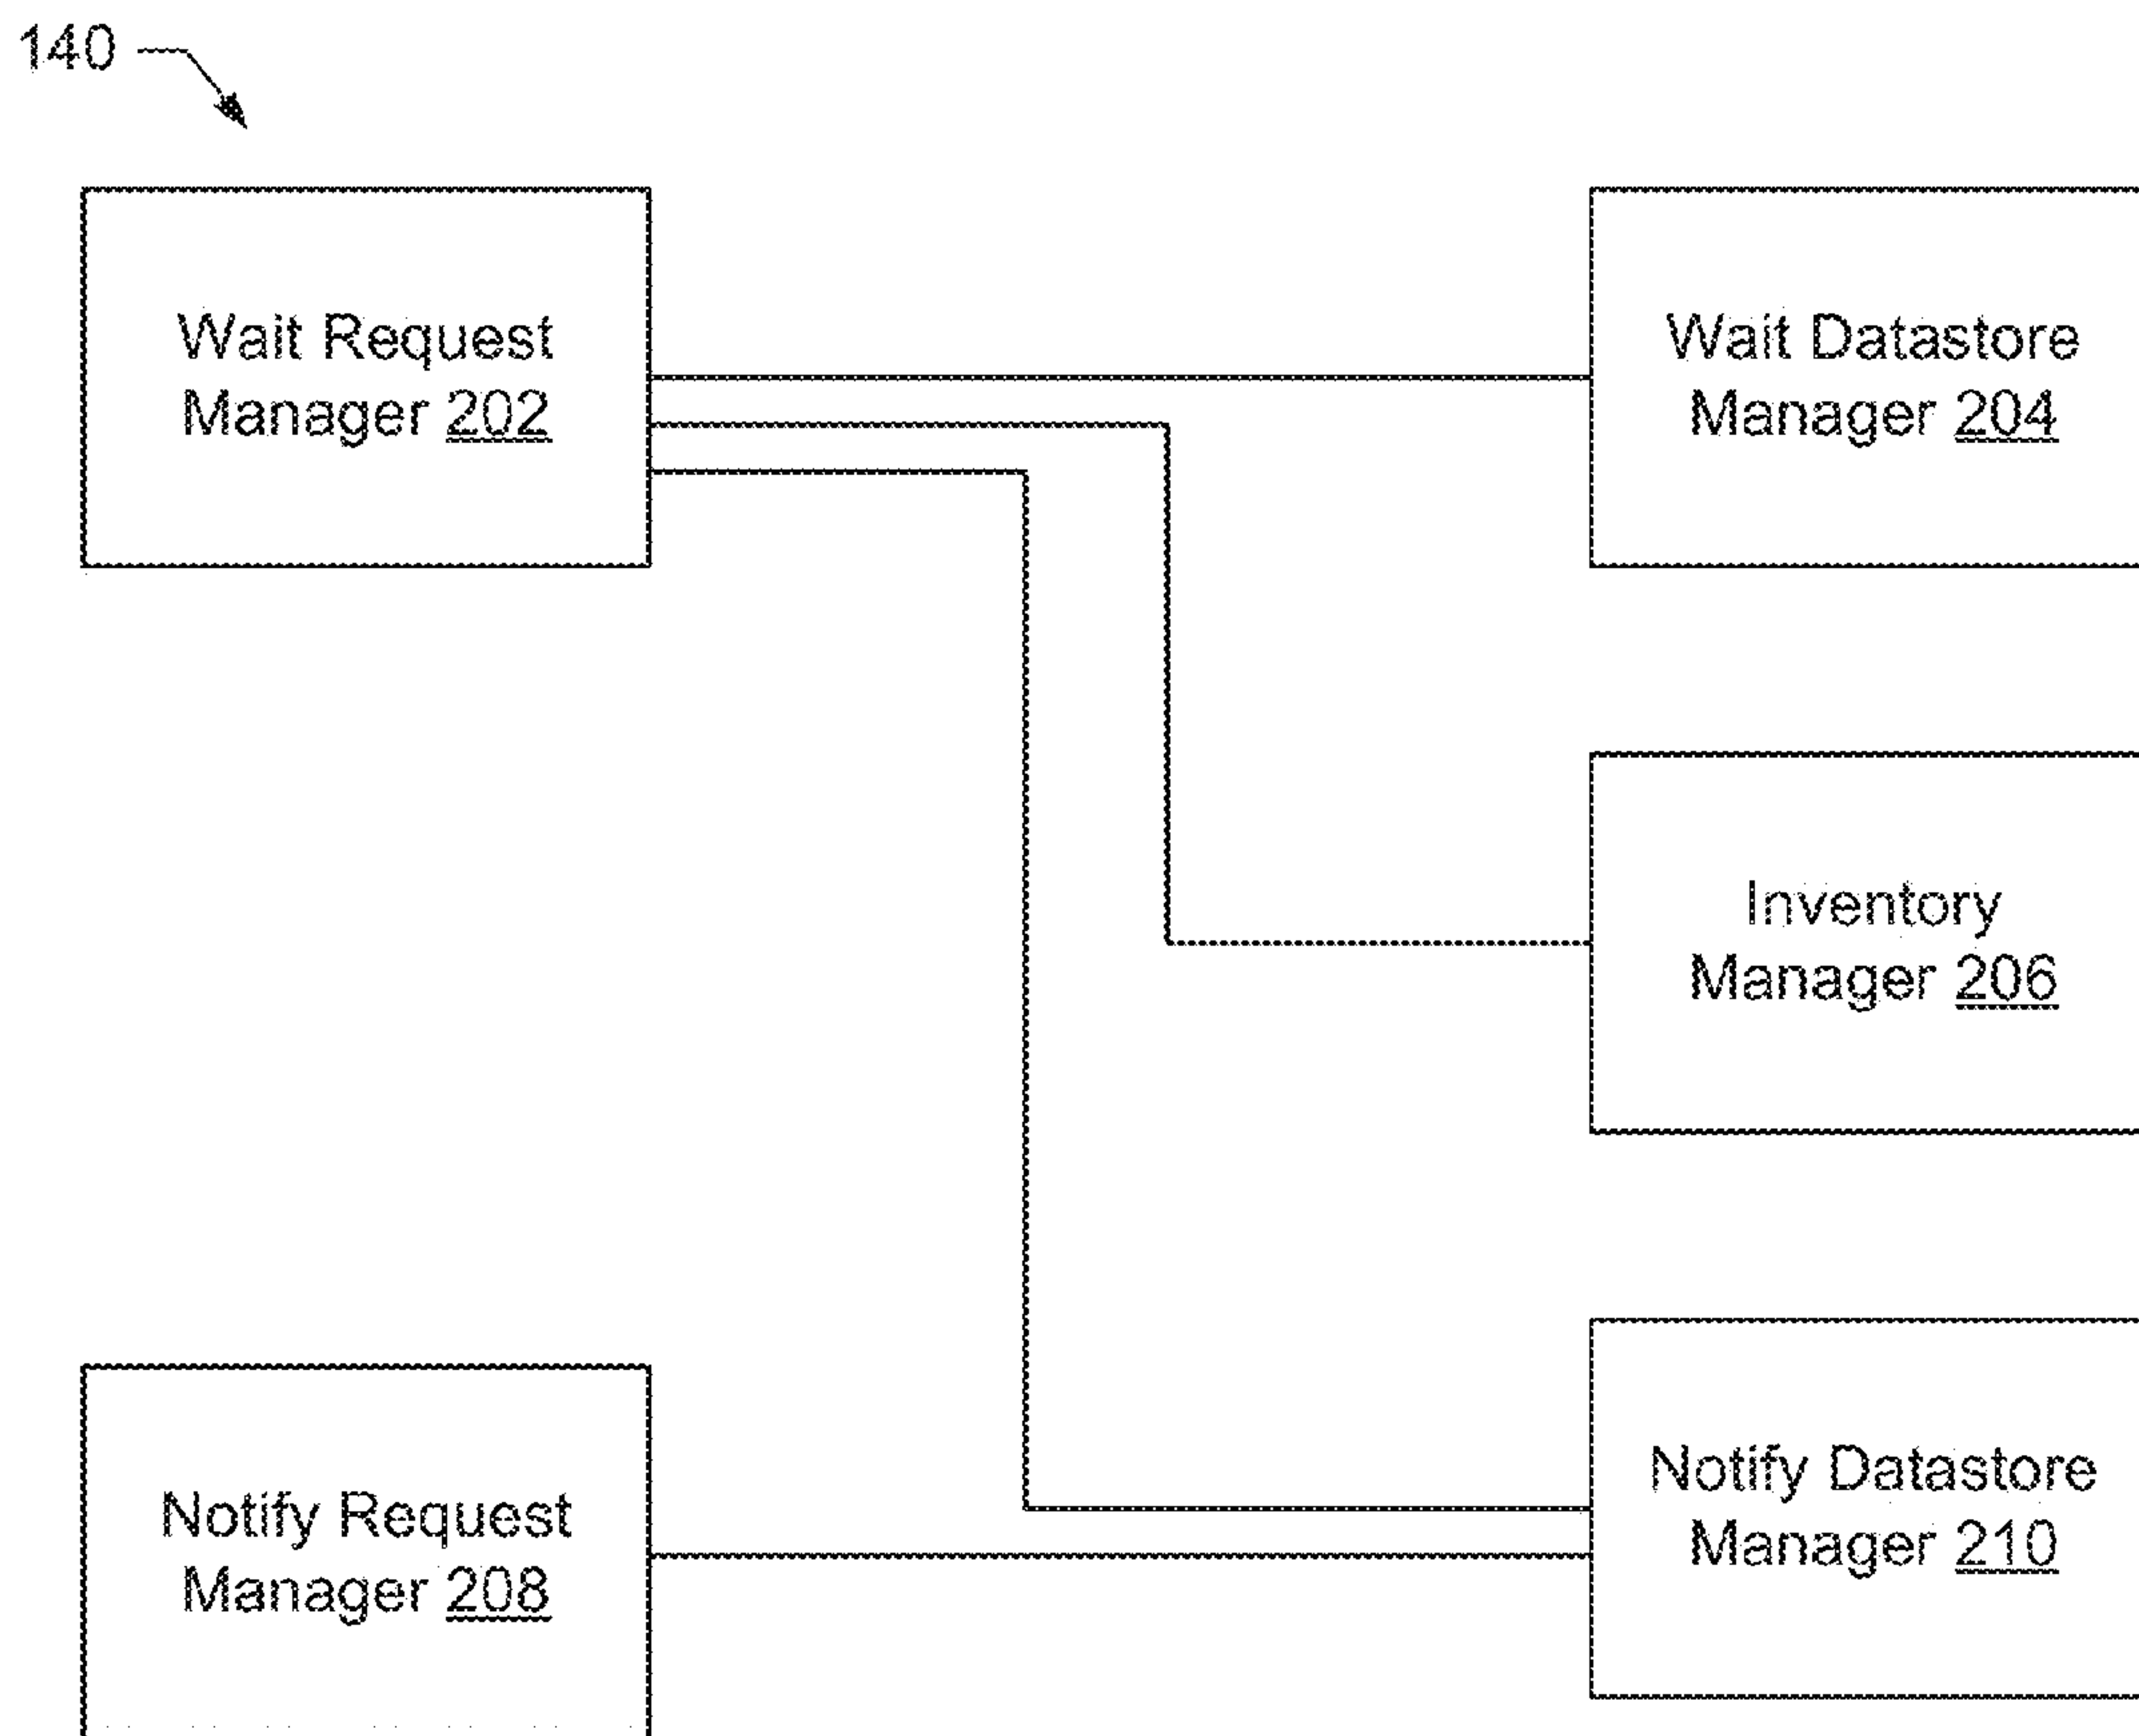 140
Wait Request
Manager 202
Wait Datastore
Manager 204
Inventory
Manager 206
Notify Request
Manager 208
Notify Datastore
Manager 210